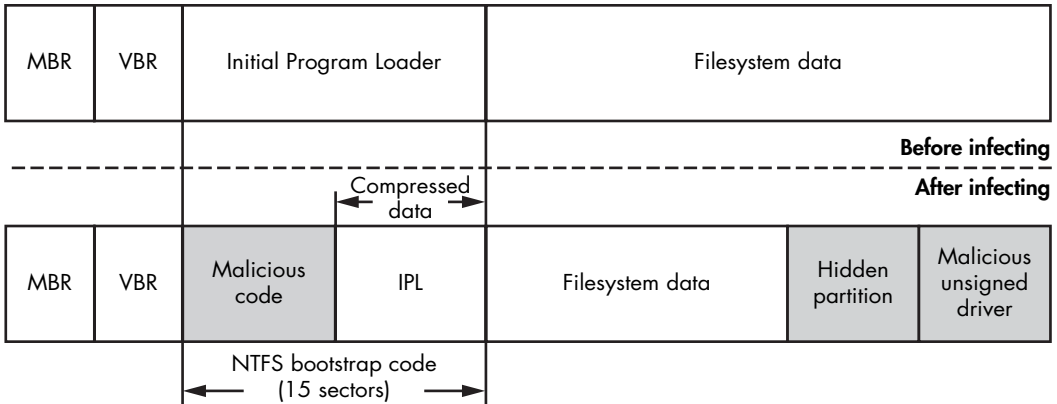 MBR
VBR
Initial Program Loader
Filesystem data
Before infecting
After infecting
Compressed
data
MBR
VBR
Malicious
code
IPL
Filesystem data
Hidden
partition
Malicious
unsigned
driver
NTFS bootstrap code
(15 sectors)